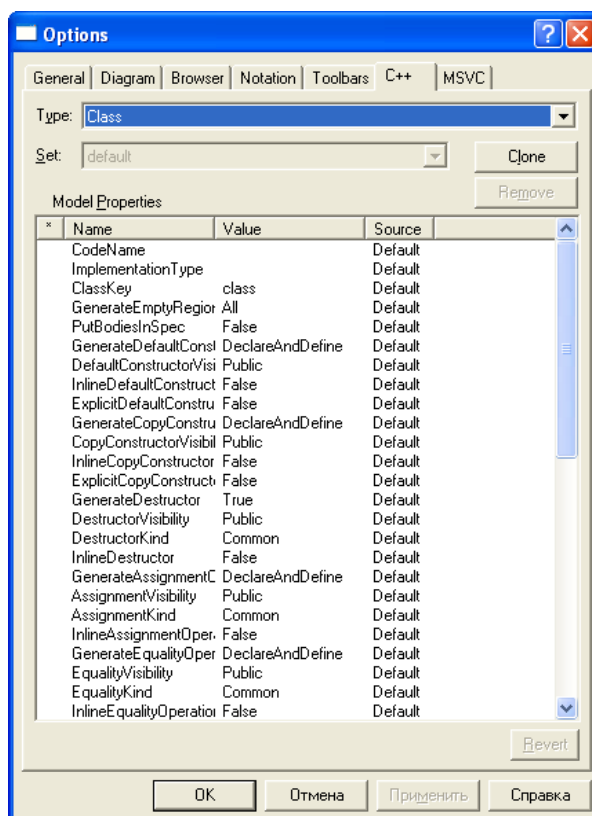 Options
General Diagram Browser Notation Toolbars C++ MSVC
Type: Class
Set: default Clone
Remove
Model Properties
* Name Value Source
CodeName Default
ImplementationType Default
ClassKey class Default
GenerateEmptyRegior All Default
PutBodiesInSpec False Default
GenerateDefaultConst DeclareAndDefine Default
DefaultConstructorVisi Public Default
InlineDefaultConstruct False Default
ExplicitDefaultConstru False Default
GenerateCopyConstru DeclareAndDefine Default
CopyConstructorVisibil Public Default
InlineCopyConstructor False Default
ExplicitCopyConstructi False Default
GenerateDestructor True Default
DestructorVisibility Public Default
DestructorKind Common Default
InlineDestructor False Default
GenerateAssignmentC DeclareAndDefine Default
AssignmentVisibility Public Default
AssignmentKind Common Default
InlineAssignmentOper. False Default
GenerateEqualityOper DeclareAndDefine Default
EqualityVisibility Public Default
EqualityKind Common Default
InlineEqualityOperatioi False Default
Revert
OK Отмена Применить Справка